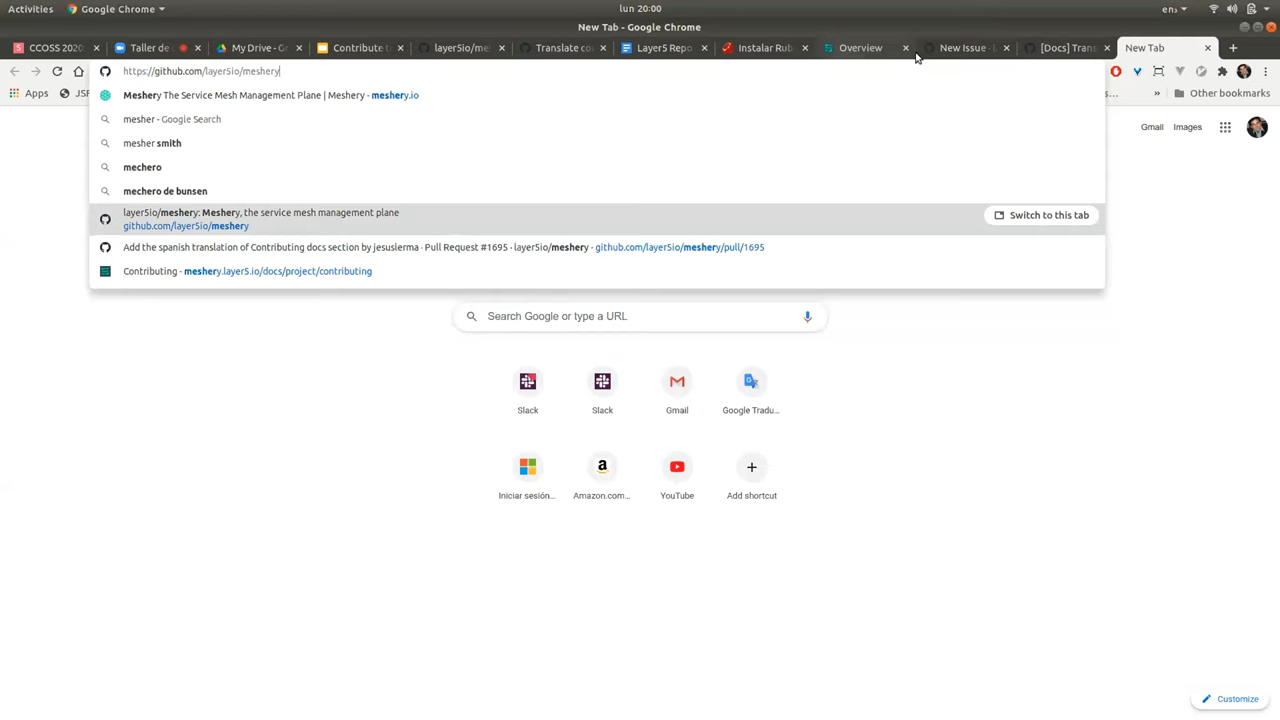 Activities Google Chrome lun 20:00 en₅
New Tab - Google Chrome
CCOSS 2020 Taller de My Drive - Go Contribute t layer5io/me Translate co Layer5 Repo Instalar Rub Overview New Issue · l [Docs] Trans New Tab
https://github.com/layer5io/meshery
Apps JSF s... » Other bookmarks
Meshery The Service Mesh Management Plane | Meshery - meshery.io
mesher - Google Search
mesher smith
mechero
mechero de bunsen
layer5io/meshery: Meshery, the service mesh management plane
github.com/layer5io/meshery
Switch to this tab
Add the spanish translation of Contributing docs section by jesuslerma · Pull Request #1695 · layer5io/meshery - github.com/layer5io/meshery/pull/1695
Contributing - meshery.layer5.io/docs/project/contributing
Gmail Images
Search Google or type a URL
Slack Slack Gmail Google Tradu...
Iniciar sesión... Amazon.com... YouTube Add shortcut
Customize